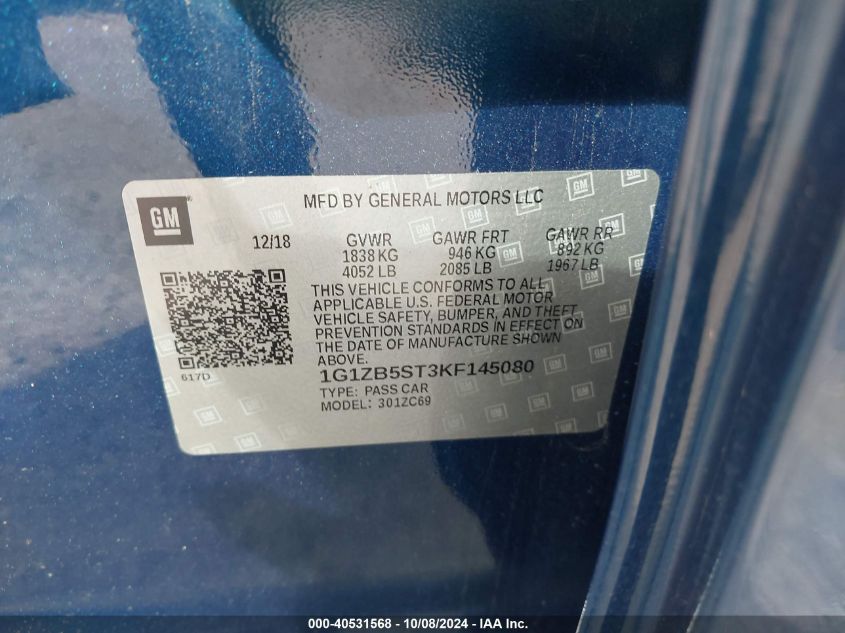 GM
MFD BY GENERAL MOTORS LLC
12/18 GVWR GAWR FRT GAWR RR
1838 KG 946 KG 892 KG
4052 LB 2085 LB 1967 LB
THIS VEHICLE CONFORMS TO ALL
APPLICABLE U.S. FEDERAL MOTOR
VEHICLE SAFETY, BUMPER, AND THEFT
PREVENTION STANDARDS IN EFFECT ON
THE DATE OF MANUFACTURE SHOWN
ABOVE.
617D
1G1ZB5ST3KF145080
TYPE: PASS CAR
MODEL: 301ZC69
000-40531568 - 10/08/2024 - IAAI.com.